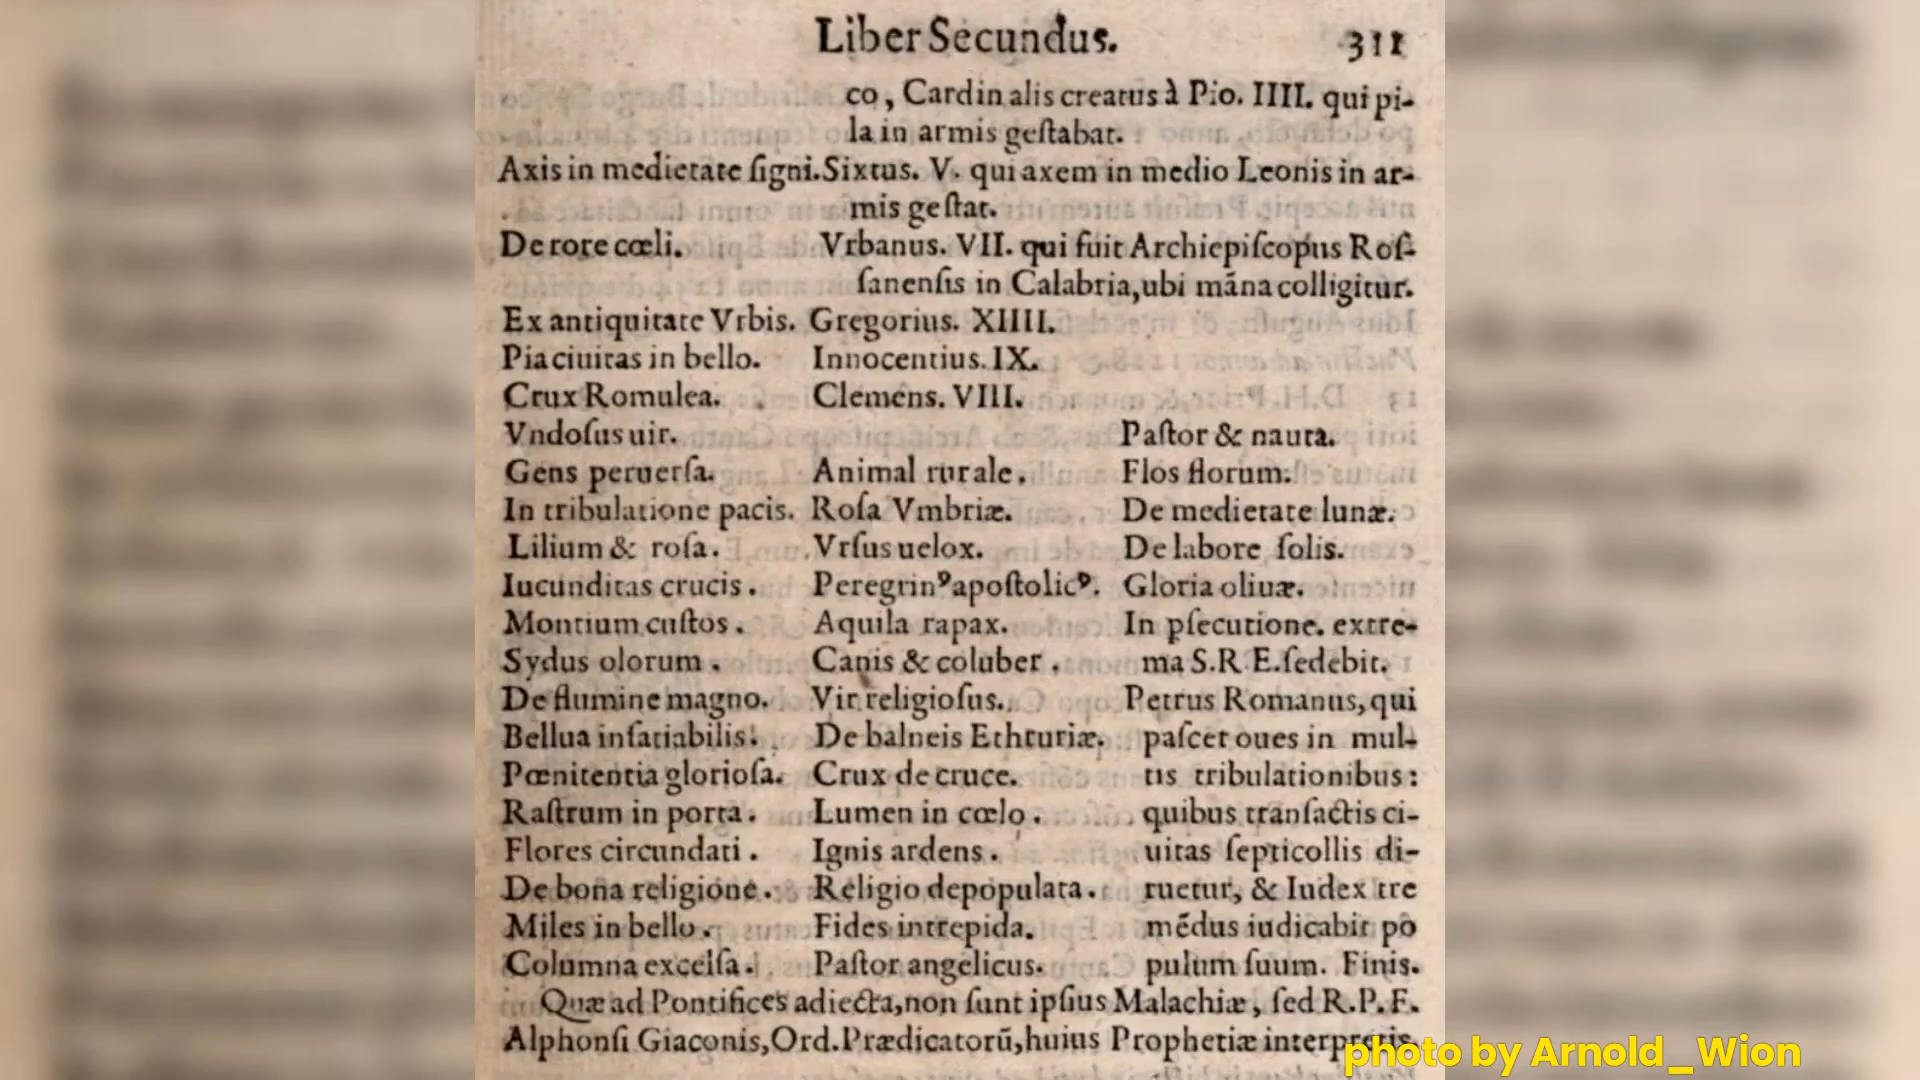 Liber Secundus.
311
co, Cardinalis creatus à Pio. IIII. qui pi-
la in armis geſtabat.
Axis in medietate ſigni. Sixtus. V. qui axem in medio Leonis in ar-
mis geſtat.
De rore cœli. Vrbanus. VII. qui fuit Archiepiſcopus Roſ-
ſanenſis in Calabria, ubi māna colligitur.
Ex antiquitate Vrbis. Gregorius. XIIII.
Pia ciuitas in bello. Innocentius. IX.
Crux Romulea. Clemens. VIII.
Vndoſus uir.
Gens peruerſa.
In tribulatione pacis.
Lilium & roſa.
Iucunditas crucis.
Montium cuſtos.
Sydus olorum.
De flumine magno.
Bellua inſatiabilis.
Pœnitentia glorioſa.
Raſtrum in porta.
Flores circundati.
De bona religione.
Miles in bello.
Columna excelſa.
Animal rurale.
Roſa Vmbriæ.
Vrſus uelox.
Peregrinꝰ apoſtolicꝰ.
Aquila rapax.
Canis & coluber.
Vir religioſus.
De balneis Ethruriæ.
Crux de cruce.
Lumen in cœlo.
Ignis ardens.
Religio depopulata.
Fides intrepida.
Paſtor angelicus.
Paſtor & nauta.
Flos florum.
De medietate lunæ.
De labore ſolis.
Gloria oliuæ.
In pſecutione. extre-
ma S.R.E. ſedebit.
Petrus Romanus, qui
paſcet oues in mul-
tis tribulationibus:
quibus tranſactis ci-
uitas ſepticollis di-
ruetur, & Iudex tre
mēdus iudicabit po
pulum ſuum. Finis.
Quæ ad Pontifices adiecta, non ſunt ipſius Malachiæ, ſed R.P.F.
Alphonſi Giaconis, Ord. Prædicatorū, huius Prophetiæ interpretis.
photo by Arnold_Wion